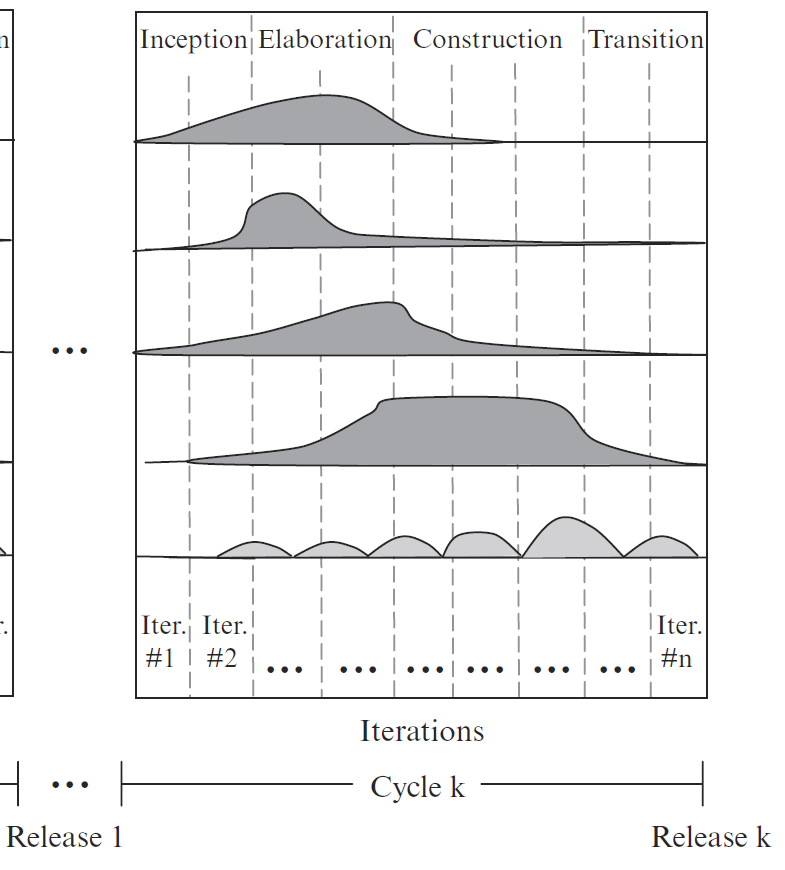 n
Inception Elaboration Construction Transition
...
r.
Iter. Iter. Iter.
#1 #2 ... ... ... ... ... ... #n
Iterations
... Cycle k
Release 1 Release k